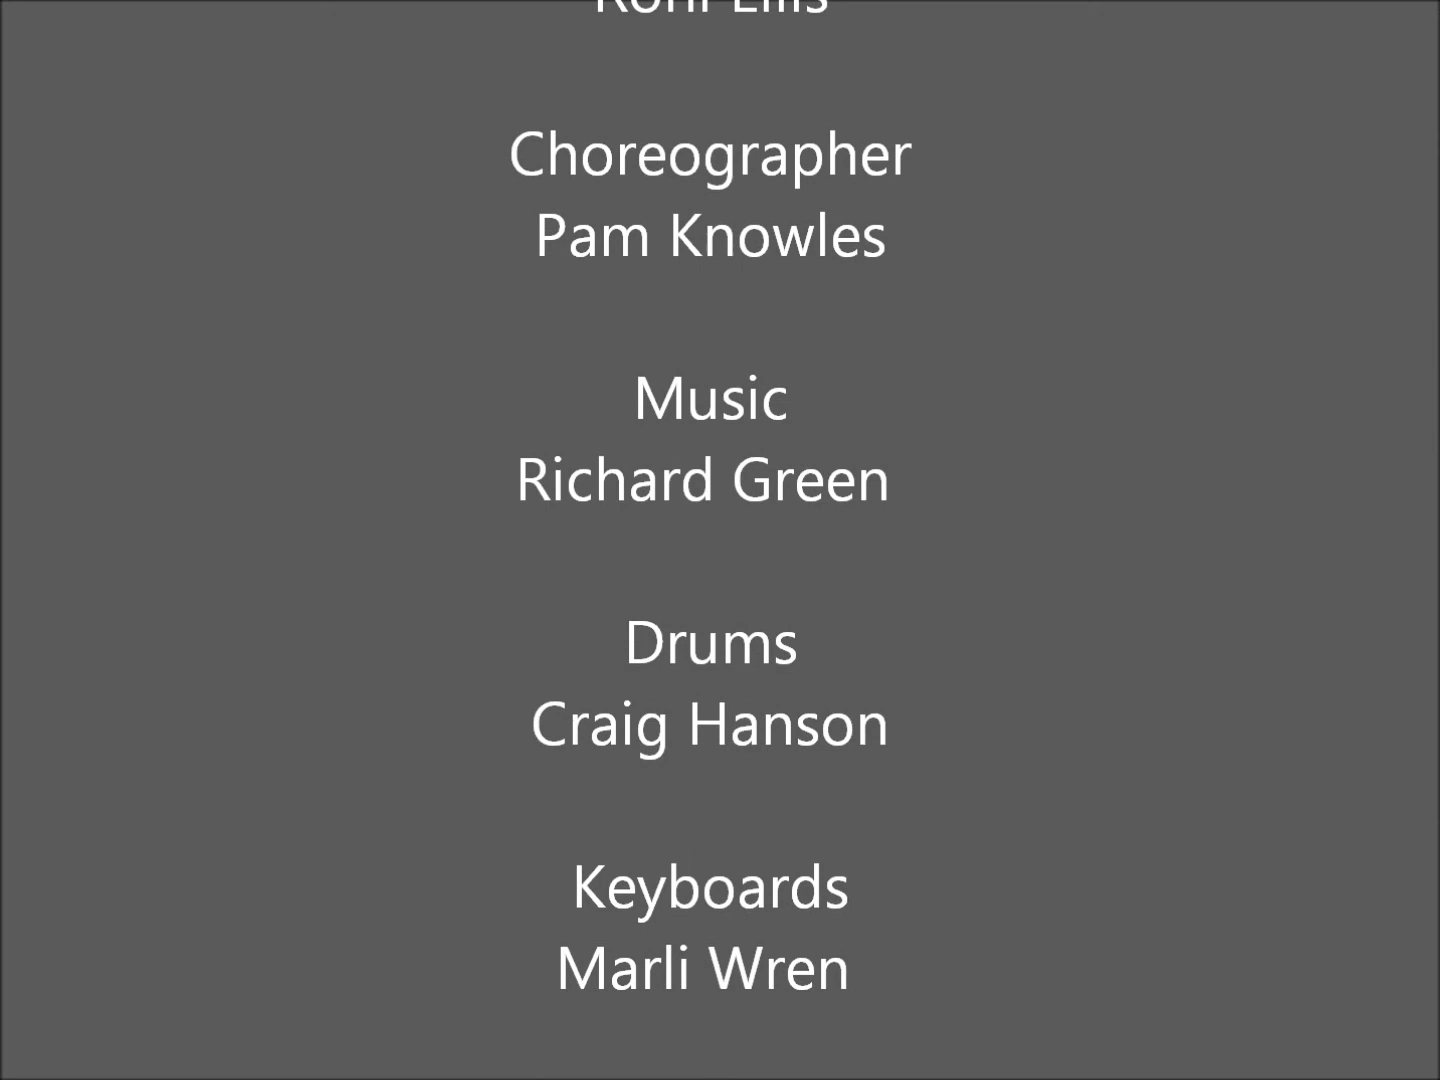 Choreographer
Pam Knowles
Music
Richard Green
Drums
Craig Hanson
Keyboards
Marli Wren